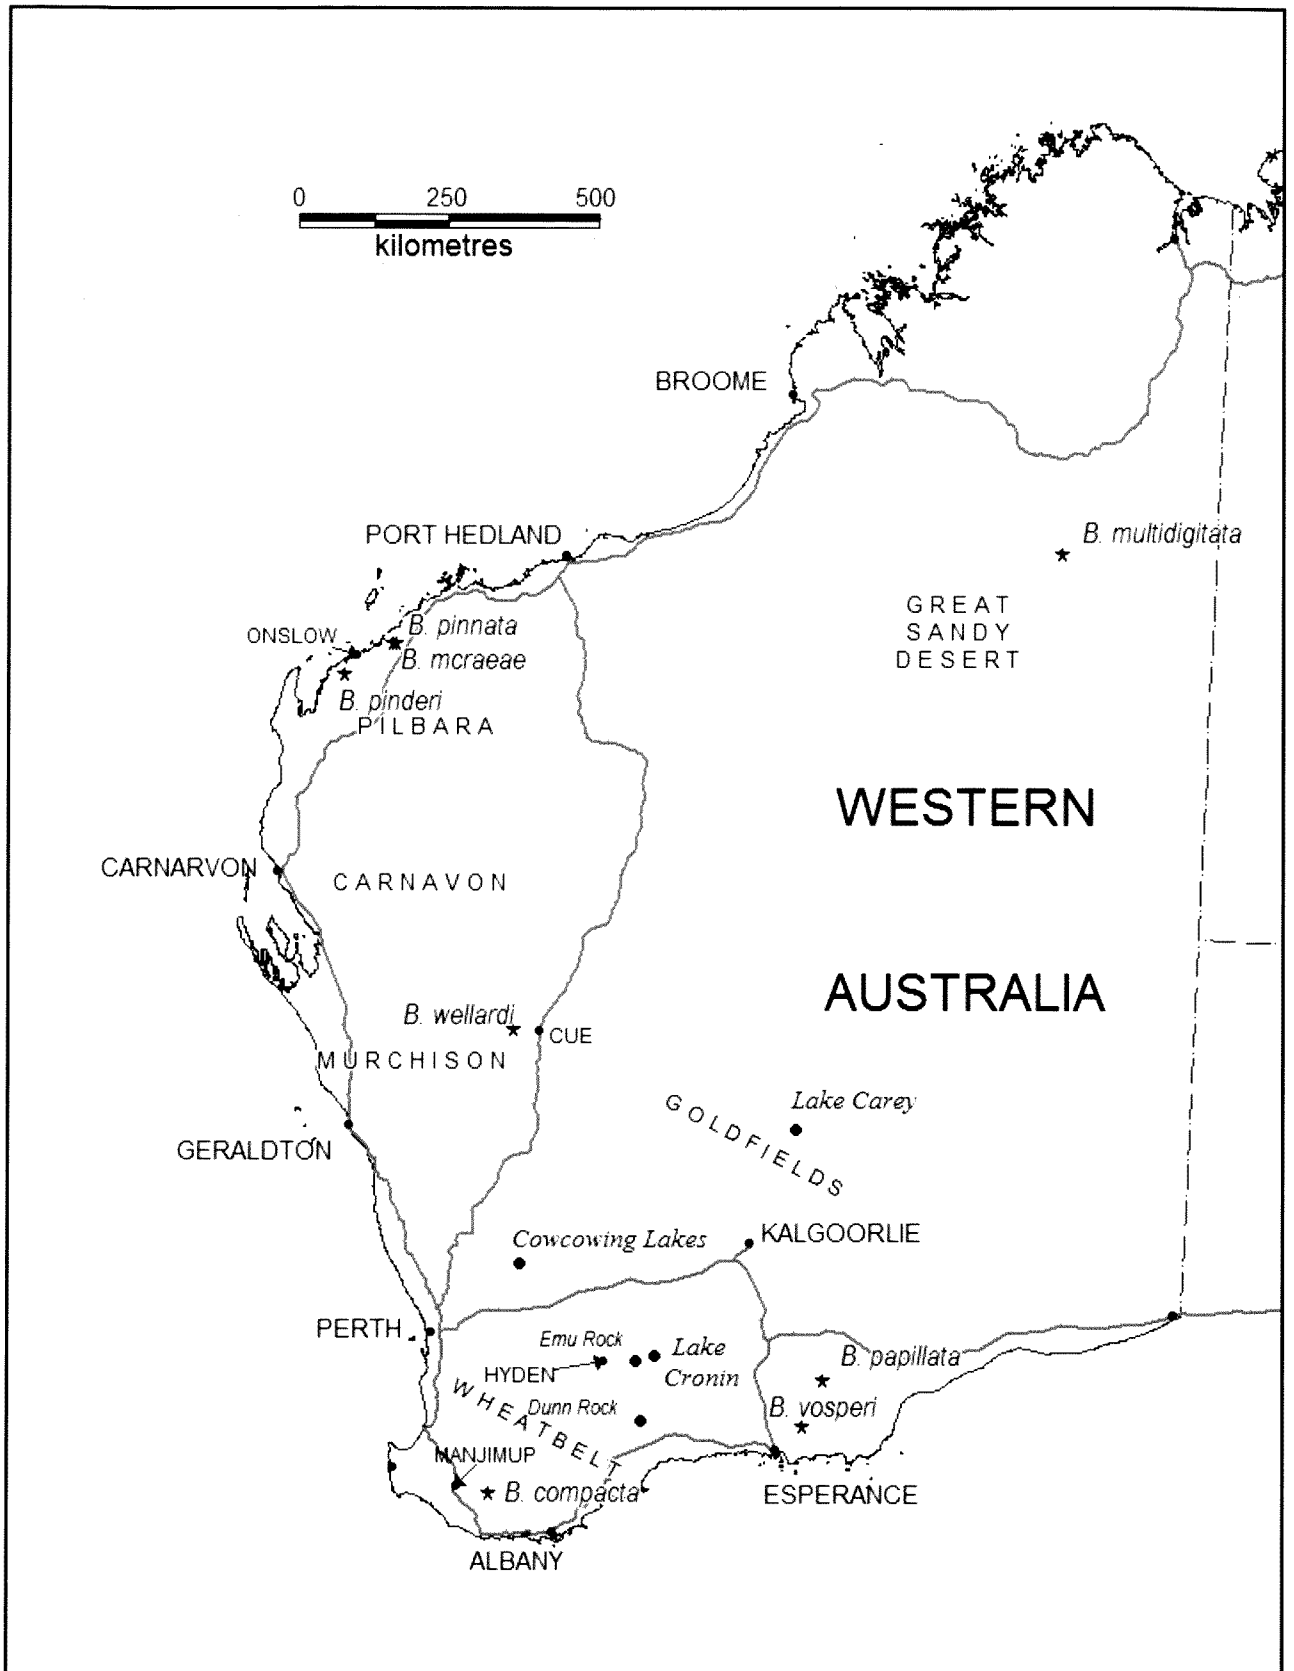 0 250 500
kilometres
BROOME
PORT HEDLAND
B. multidigitata
GREAT
SANDY
DESERT
ONSLOW
B. pinnata
B. mcraeae
B. pinderi
PILBARA
WESTERN
CARNARVON
CARNAVON
AUSTRALIA
B. wellardi
CUE
MURCHISON
Lake Carey
GOLDFIELDS
GERALDTON
Cowcowing Lakes
KALGOORLIE
PERTH
Emu Rock
Lake
Cronin
HYDEN
B. papillata
WHEATBELT
Dunn Rock
B. vosperi
MANJIMUP
B. compacta
ESPERANCE
ALBANY